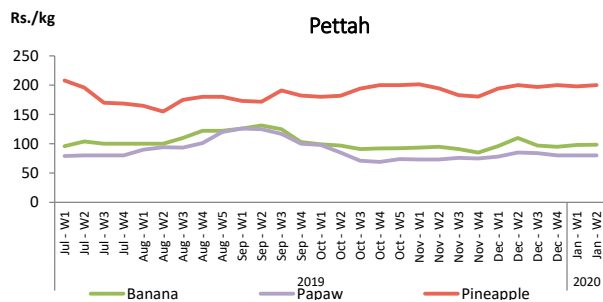 Rs./kg
Pettah
250
200
150
100
50
0
Jul - W1
Jul - W2
Jul - W3
Jul - W4
Aug - W1
Aug - W2
Aug - W3
Aug - W4
Aug - W5
Sep - W1
Sep - W2
Sep - W3
Sep - W4
Oct - W1
Oct - W2
Oct - W3
Oct - W4
Oct - W5
Nov - W1
Nov - W2
Nov - W3
Nov - W4
Dec - W1
Dec - W2
Dec - W3
Dec - W4
Jan - W1
Jan - W2
2019 2020
Banana Papaw Pineapple